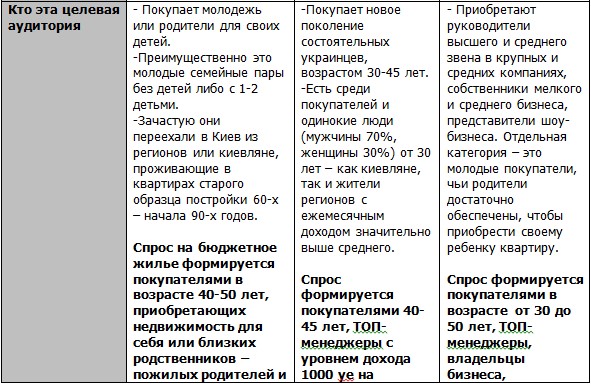 Кто эта целевая
аудитория
- Покупает молодежь
или родители для своих
детей.
-Преимущественно это
молодые семейные пары
без детей либо с 1-2
детьми.
-Зачастую они
переехали в Киев из
регионов или киевляне,
проживающие в
квартирах старого
образца постройки 60-х
– начала 90-х годов.
Спрос на бюджетное
жилье формируется
покупателями в
возрасте 40-50 лет,
приобретающих
недвижимость для
себя или близких
родственников –
пожилых родителей и
-Покупает новое
поколение
состоятельных
украинцев,
возрастом 30-45 лет.
-Есть среди
покупателей и
одинокие люди
(мужчины 70%,
женщины 30%) от 30
лет – как киевляне,
так и жители
регионов с
ежемесячным
доходом значительно
выше среднего.
Спрос
формируется
покупателями 40-
45 лет, ТОП-
менеджеры с
уровнем дохода
1000 уе на
- Приобретают
руководители
высшего и среднего
звена в крупных и
средних компаниях,
собственники мелкого
и среднего бизнеса,
представители шоу-
бизнеса. Отдельная
категория – это
молодые покупатели,
чьи родители
достаточно
обеспечены, чтобы
приобрести своему
ребенку квартиру.
Спрос
формируется
покупателями в
возрасте от 30 до
50 лет, ТОП-
менеджеры,
владельцы
бизнеса,